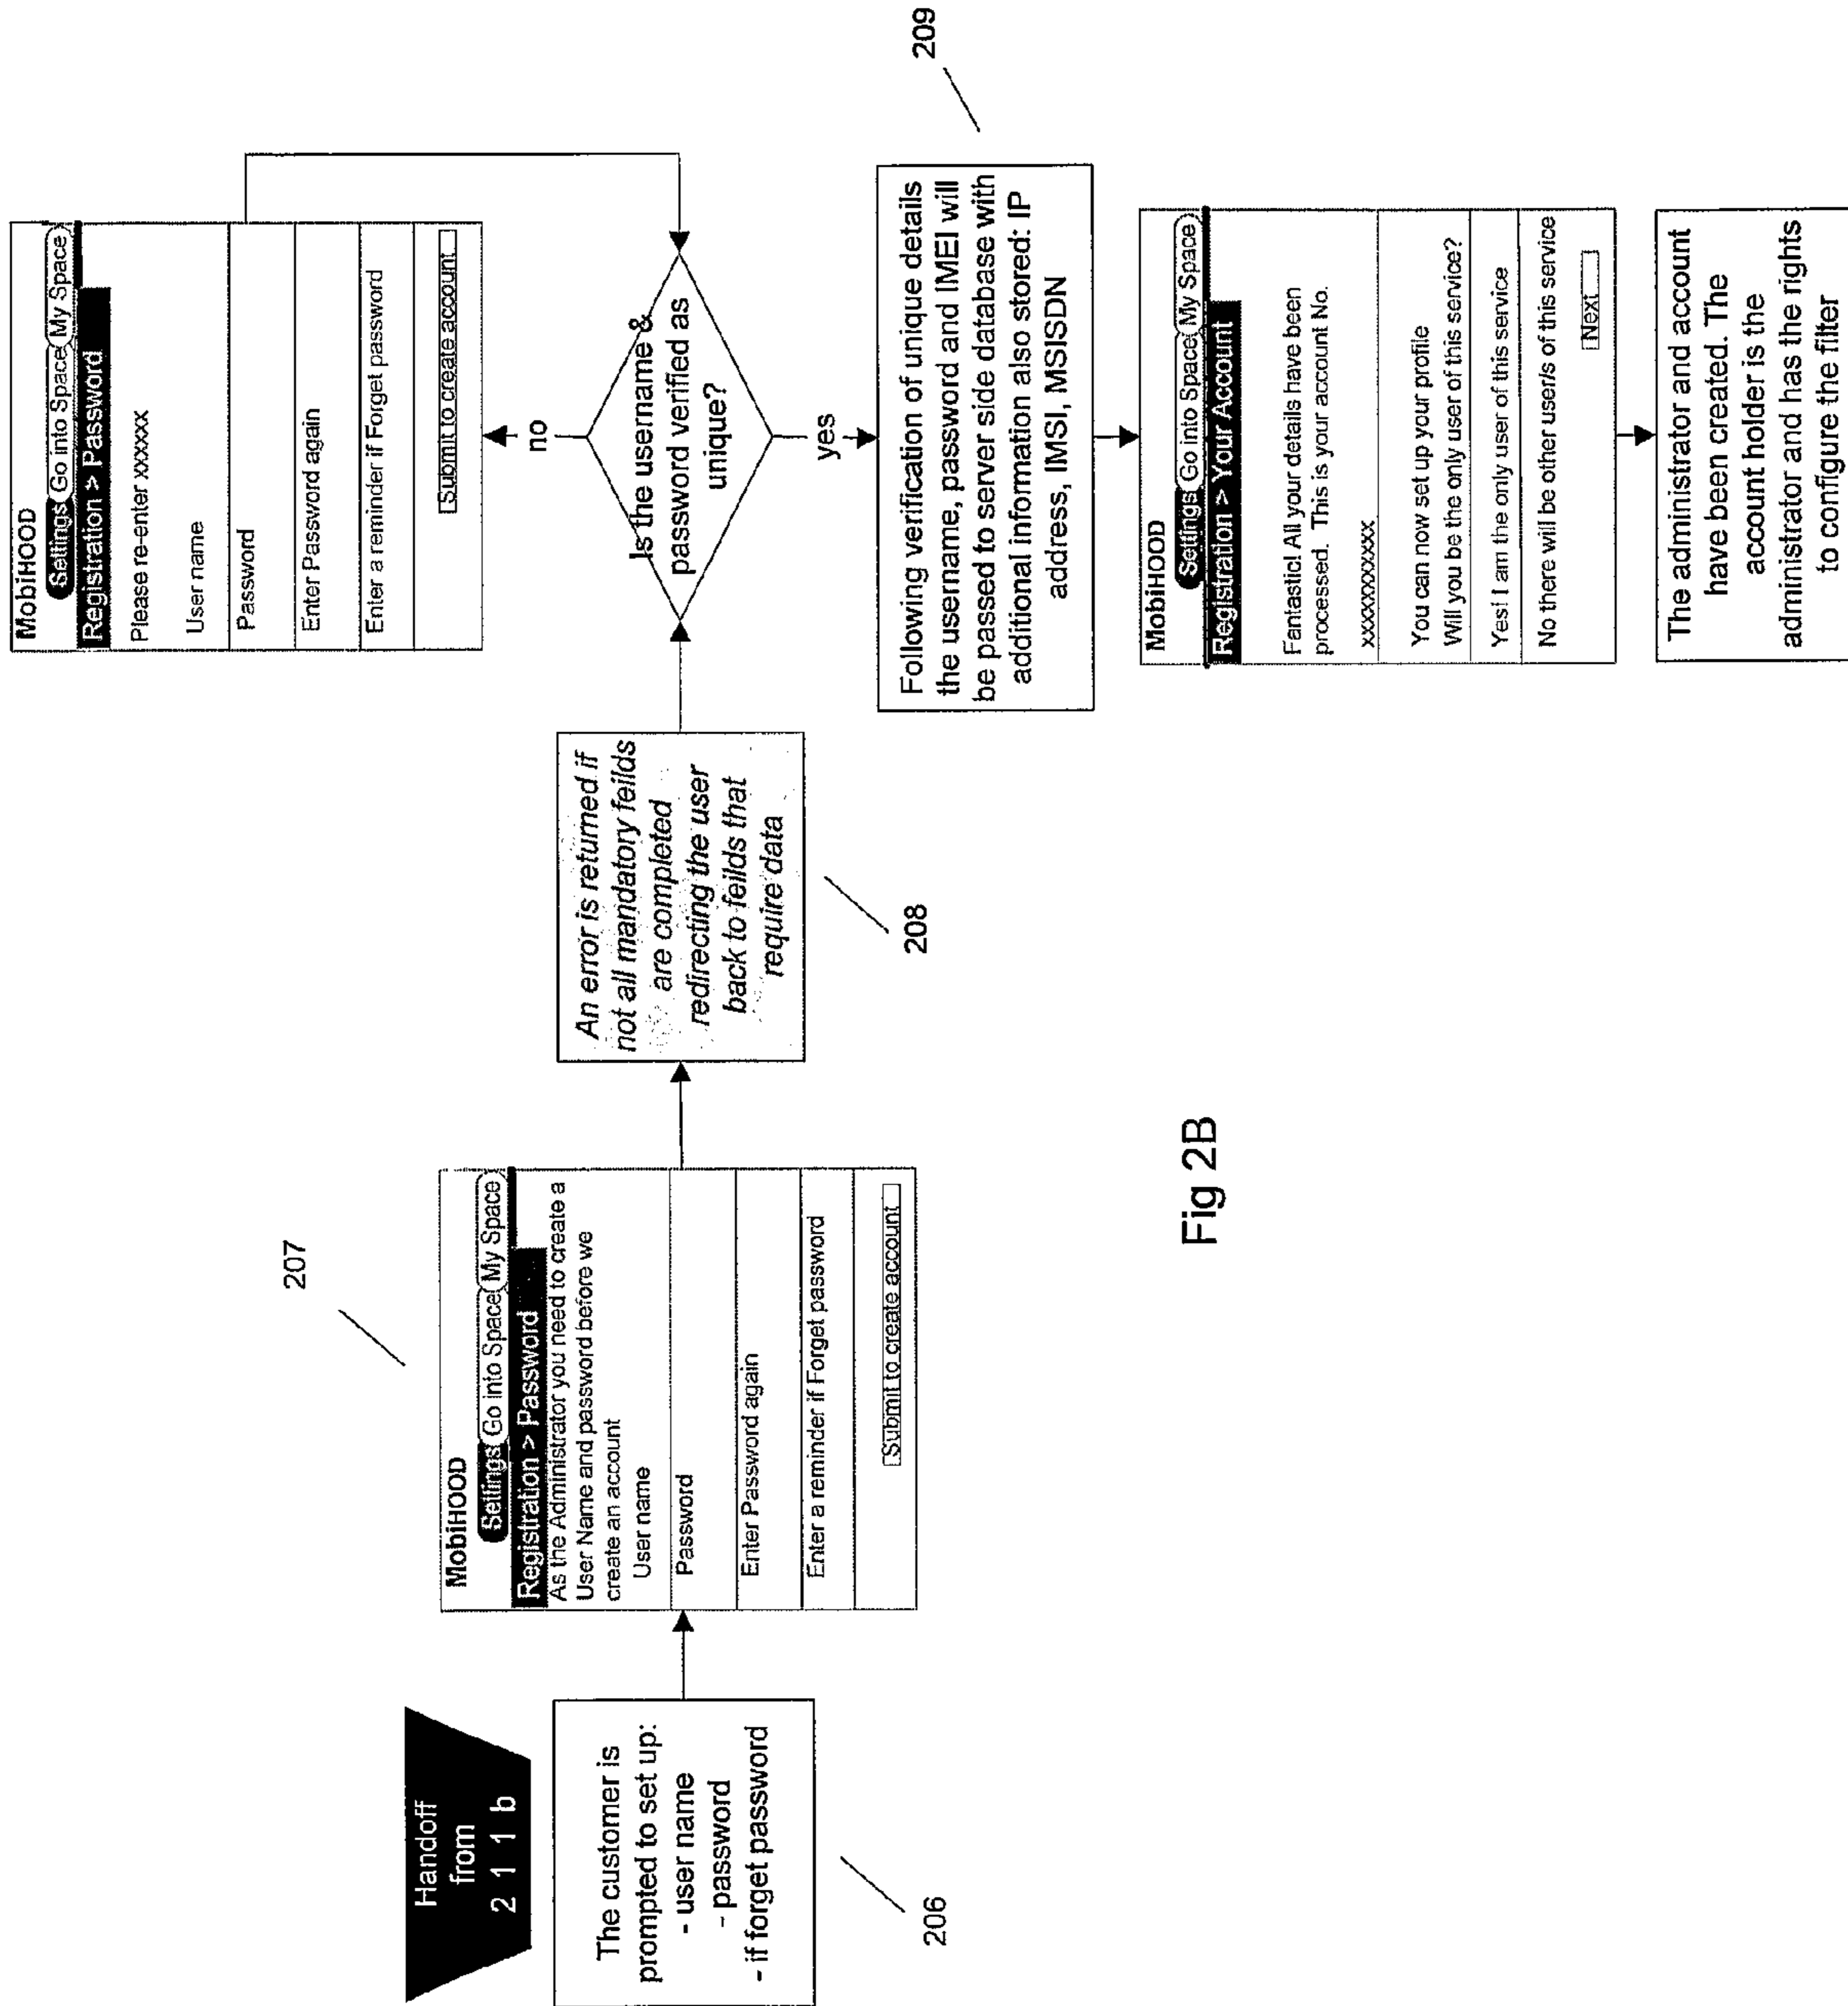 Handoff
from
2 1 1 b
The customer is
prompted to set up:
- user name
- password
- if forget password
206
207
MobiHOOD
Settings Go into Space My Space
Registration > Password
As the Administrator you need to create a
User Name and password before we
create an account
User name
Password
Enter Password again
Enter a reminder if Forget password
Submit to create account
An error is returned if
not all mandatory feilds
are completed
redirecting the user
back to feilds that
require data
208
MobiHOOD
Settings Go into Space My Space
Registration > Password
Please re-enter xxxxxx
User name
Password
Enter Password again
Enter a reminder if Forget password
Submit to create account
no
Is the username &
password verified as
unique?
yes
209
Following verification of unique details
the username, password and IMEI will
be passed to server side database with
additional information also stored: IP
address, IMSI, MSISDN
MobiHOOD
Settings Go into Space My Space
Registration > Your Account
Fantastic! All your details have been
processed. This is your account No.
xxxxxxxxxxx
You can now set up your profile
Will you be the only user of this service?
Yes! I am the only user of this service
No there will be other user/s of this service
Next
The administrator and account
have been created. The
account holder is the
administrator and has the rights
to configure the filter
Fig 2B